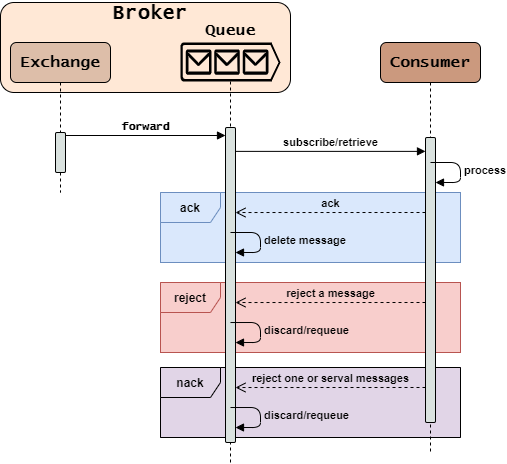 Broker
Queue
Exchange
Consumer
forward
subscribe/retrieve
process
ack
ack
delete message
reject
reject a message
discard/requeue
nack
reject one or serval messages
discard/requeue